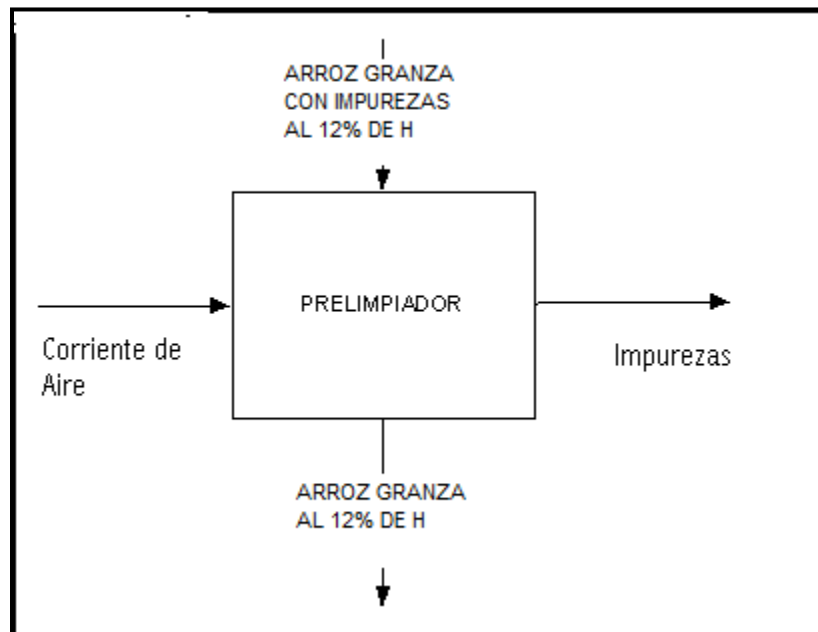 ARROZ GRANZA
CON IMPUREZAS
AL 12% DE H
PRELIMPIADOR
Corriente de
Aire
Impurezas
ARROZ GRANZA
AL 12% DE H